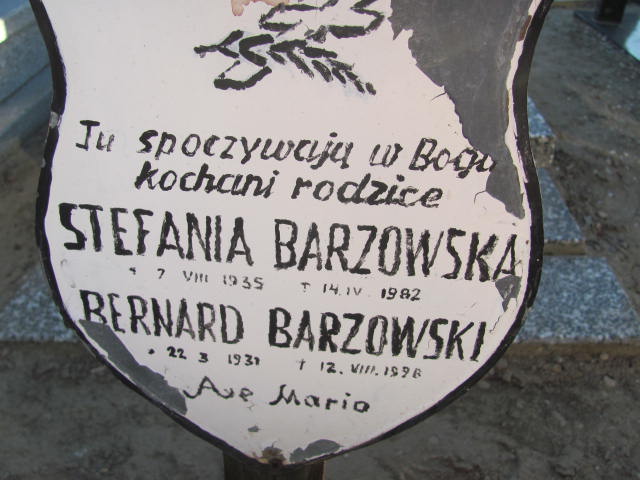 Tu spoczywają w Bogu
kochani rodzice
STEFANIA BARZOWSKA
* 7 VIII 1935 † 14.IV. 1982
BERNARD BARZOWSKI
* 22 3 1931 † 12. VIII. 1998
Ave Mario